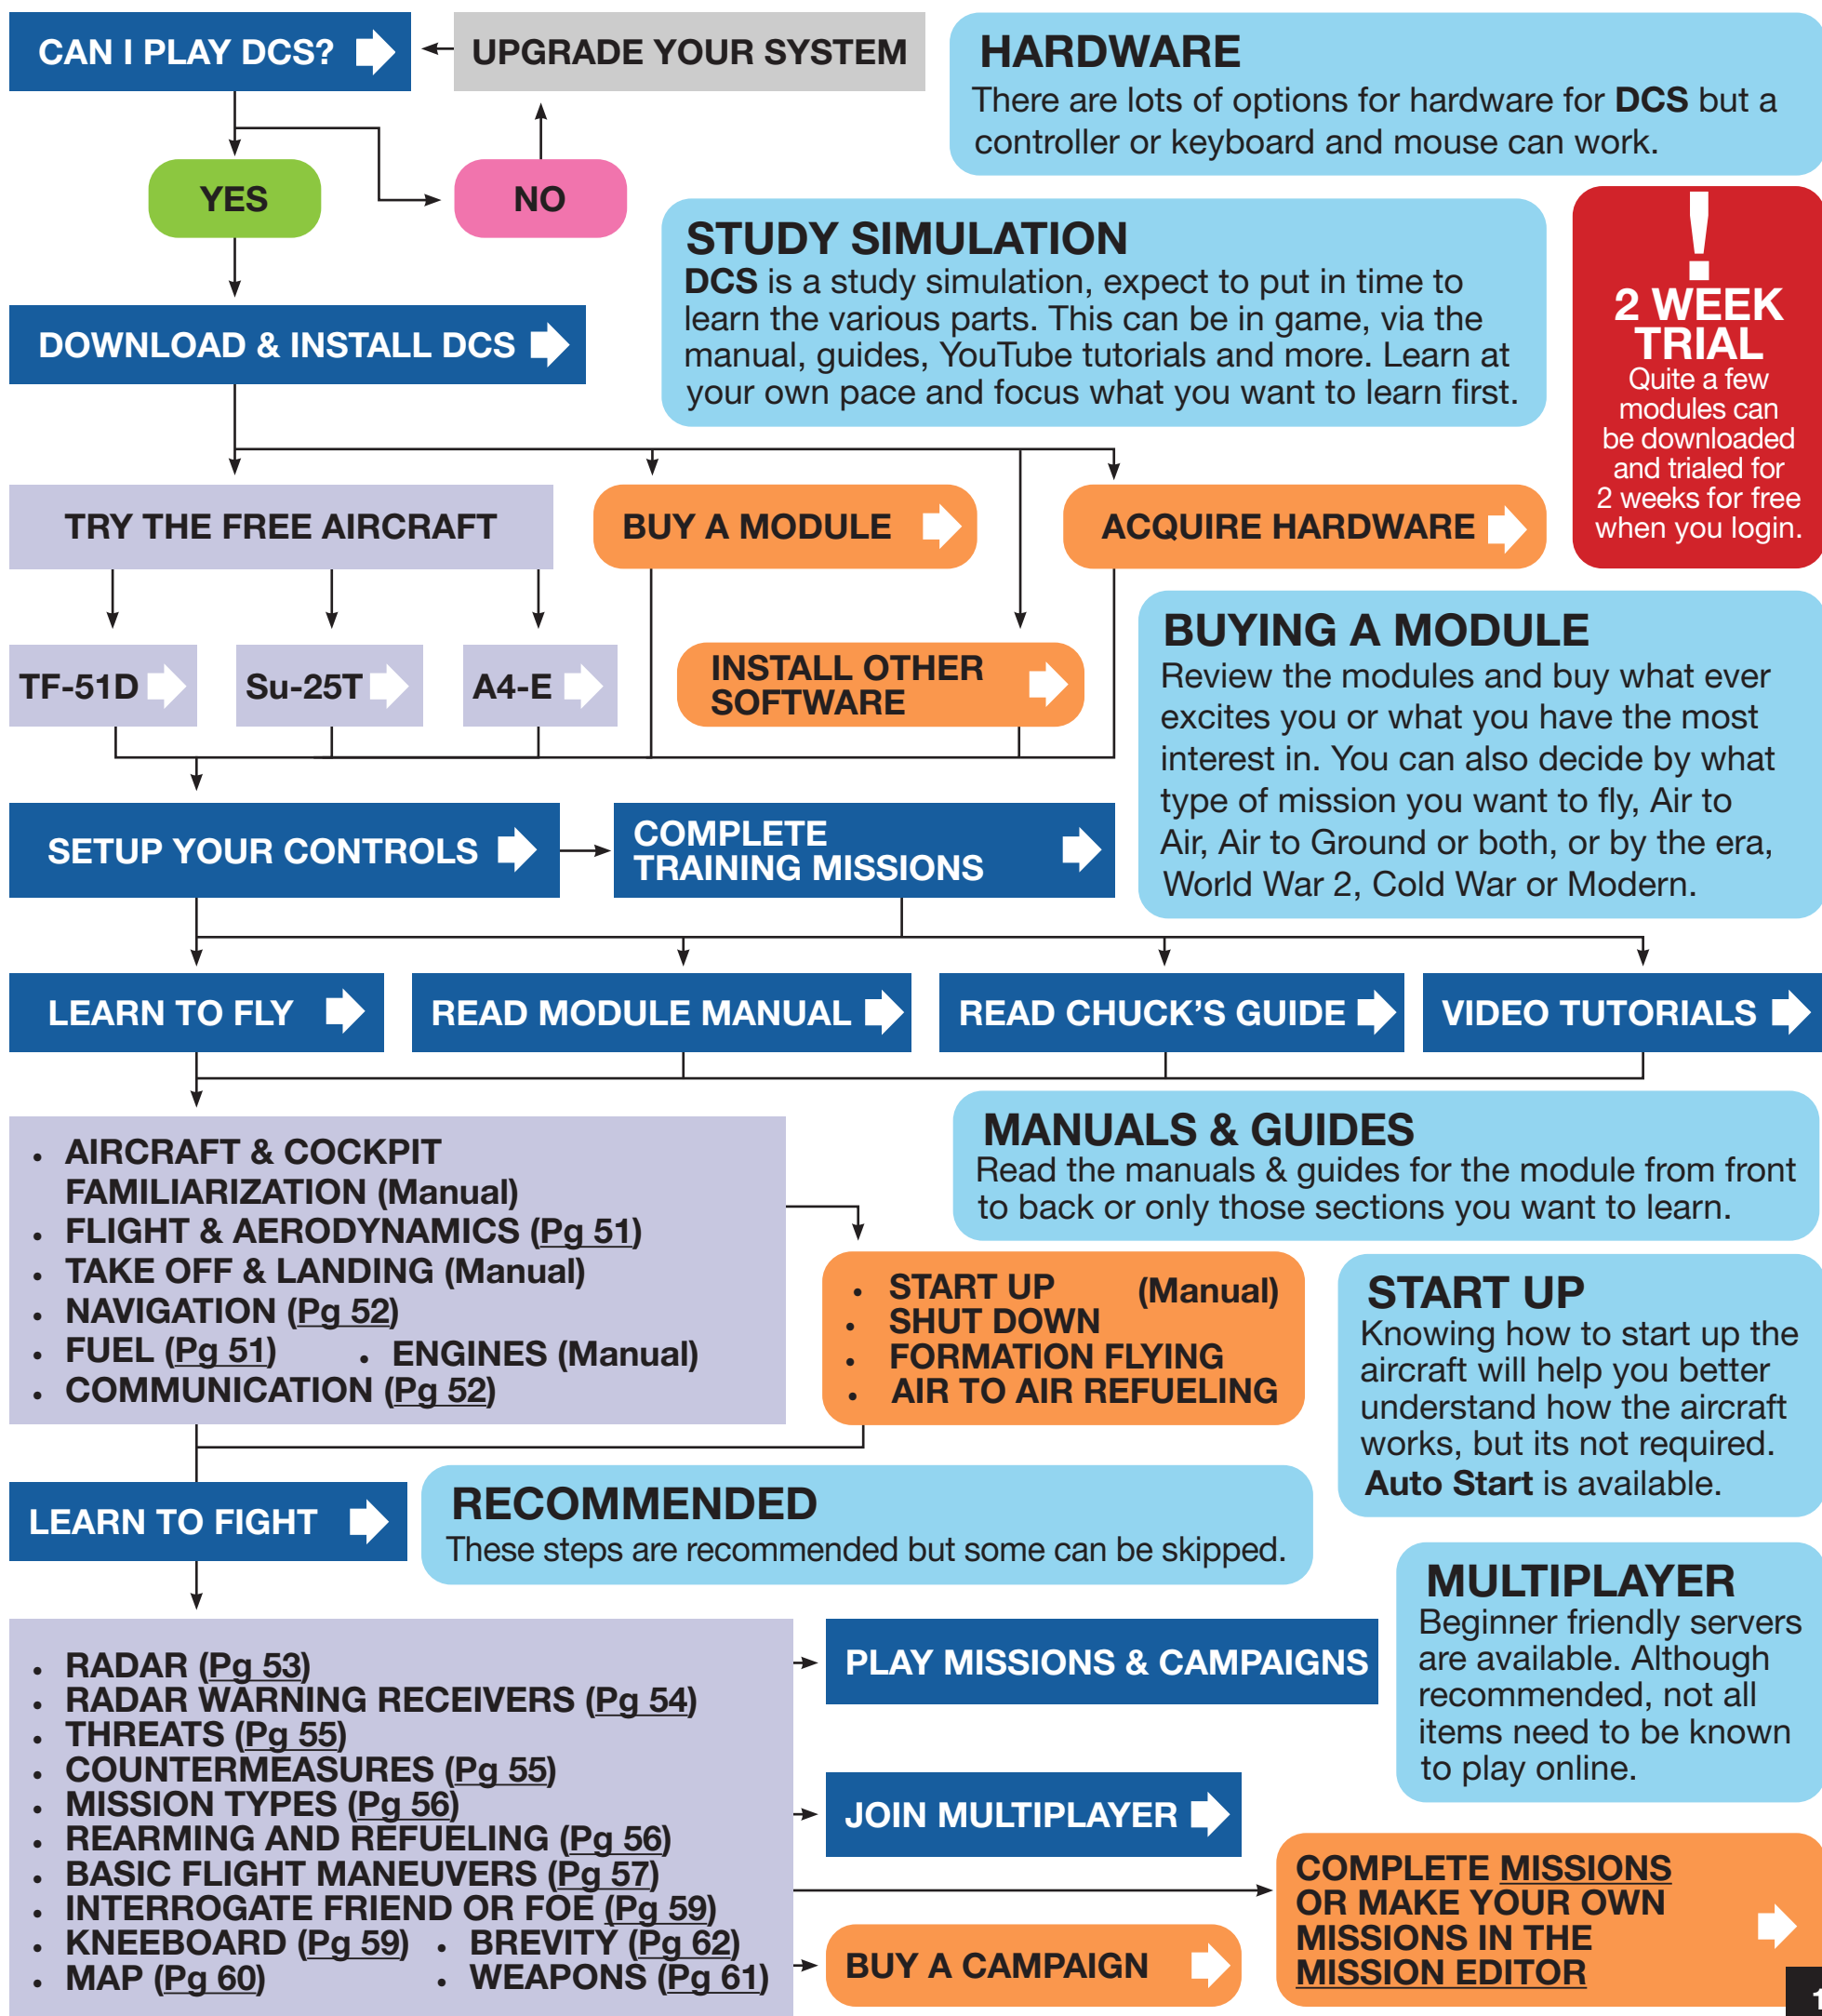 CAN I PLAY DCS?
UPGRADE YOUR SYSTEM
HARDWARE
There are lots of options for hardware for DCS but a
controller or keyboard and mouse can work.
YES
NO
STUDY SIMULATION
DCS is a study simulation, expect to put in time to
learn the various parts. This can be in game, via the
manual, guides, YouTube tutorials and more. Learn at
your own pace and focus what you want to learn first.
!
2 WEEK
TRIAL
Quite a few
modules can
be downloaded
and trialed for
2 weeks for free
when you login.
DOWNLOAD & INSTALL DCS
TRY THE FREE AIRCRAFT
BUY A MODULE
ACQUIRE HARDWARE
TF-51D
Su-25T
A4-E
INSTALL OTHER
SOFTWARE
BUYING A MODULE
Review the modules and buy what ever
excites you or what you have the most
interest in. You can also decide by what
type of mission you want to fly, Air to
Air, Air to Ground or both, or by the era,
World War 2, Cold War or Modern.
SETUP YOUR CONTROLS
COMPLETE
TRAINING MISSIONS
LEARN TO FLY
READ MODULE MANUAL
READ CHUCK'S GUIDE
VIDEO TUTORIALS
• AIRCRAFT & COCKPIT
FAMILIARIZATION (Manual)
• FLIGHT & AERODYNAMICS (Pg 51)
• TAKE OFF & LANDING (Manual)
• NAVIGATION (Pg 52)
• FUEL (Pg 51) • ENGINES (Manual)
• COMMUNICATION (Pg 52)
MANUALS & GUIDES
Read the manuals & guides for the module from front
to back or only those sections you want to learn.
• START UP (Manual)
• SHUT DOWN
• FORMATION FLYING
• AIR TO AIR REFUELING
START UP
Knowing how to start up the
aircraft will help you better
understand how the aircraft
works, but its not required.
Auto Start is available.
LEARN TO FIGHT
RECOMMENDED
These steps are recommended but some can be skipped.
MULTIPLAYER
Beginner friendly servers
are available. Although
recommended, not all
items need to be known
to play online.
• RADAR (Pg 53)
• RADAR WARNING RECEIVERS (Pg 54)
• THREATS (Pg 55)
• COUNTERMEASURES (Pg 55)
• MISSION TYPES (Pg 56)
• REARMING AND REFUELING (Pg 56)
• BASIC FLIGHT MANEUVERS (Pg 57)
• INTERROGATE FRIEND OR FOE (Pg 59)
• KNEEBOARD (Pg 59) • BREVITY (Pg 62)
• MAP (Pg 60) • WEAPONS (Pg 61)
PLAY MISSIONS & CAMPAIGNS
JOIN MULTIPLAYER
BUY A CAMPAIGN
COMPLETE MISSIONS
OR MAKE YOUR OWN
MISSIONS IN THE
MISSION EDITOR